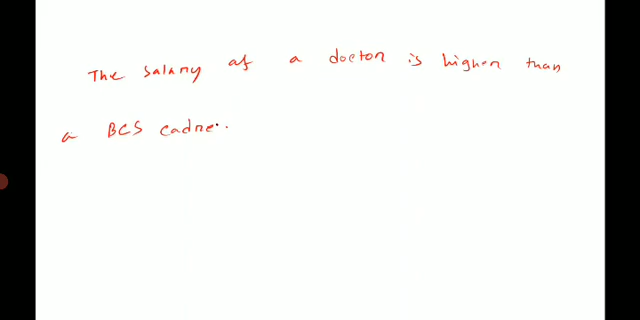 The salary of a doctor is higher than
a BCS cadre.